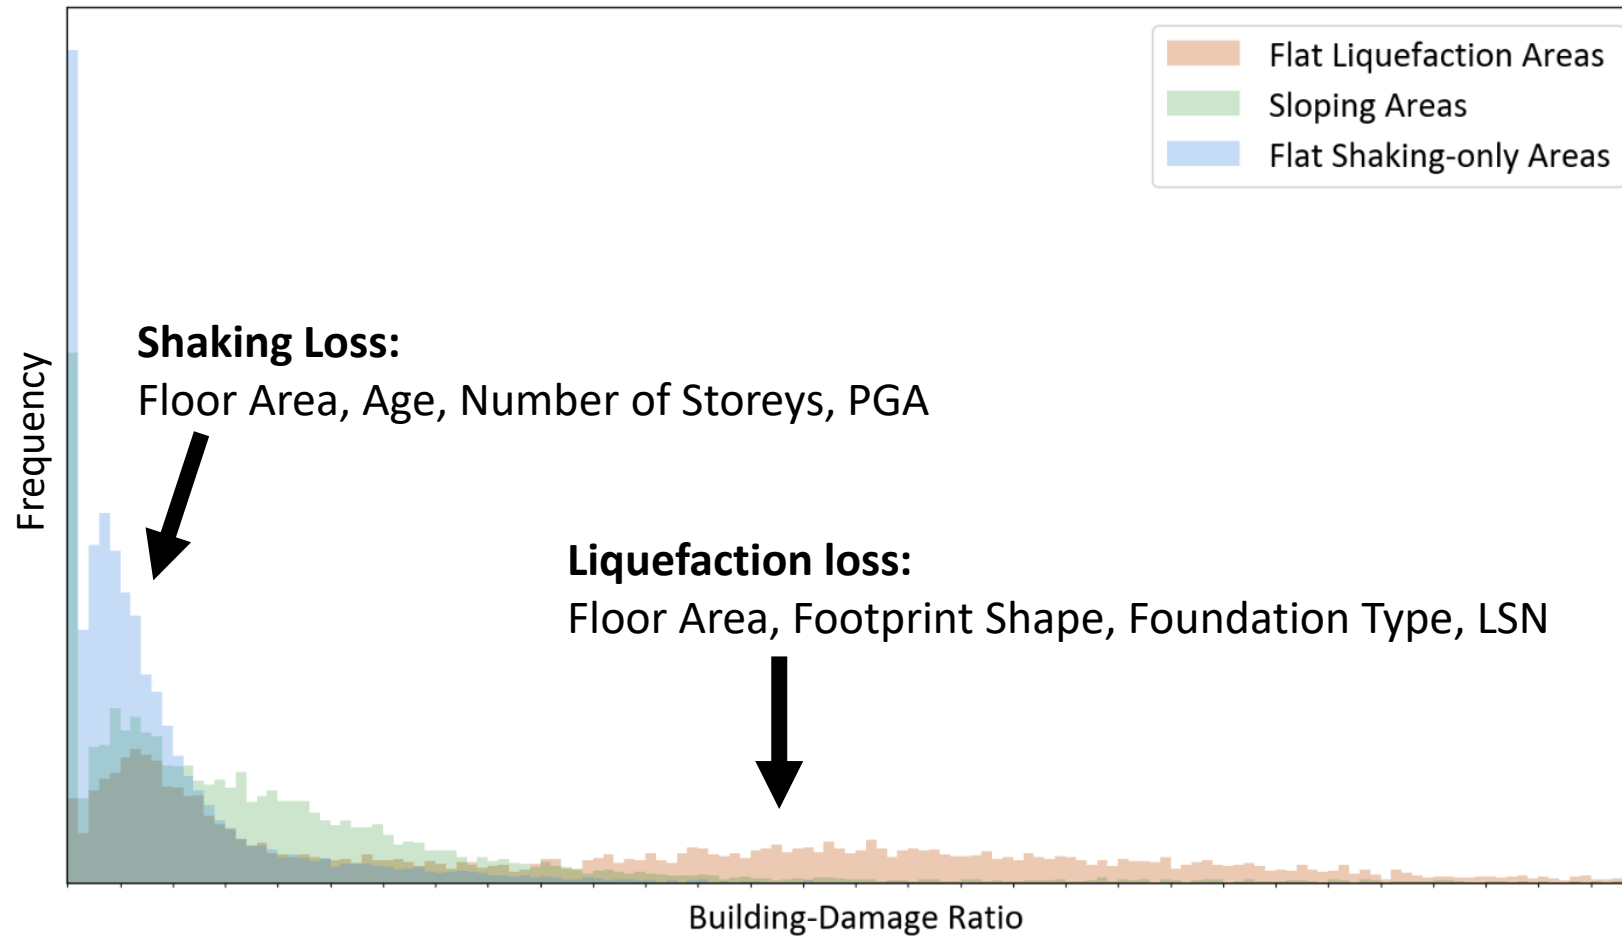 Flat Liquefaction Areas
Sloping Areas
Flat Shaking-only Areas
Shaking Loss:
Floor Area, Age, Number of Storeys, PGA
Frequency
Liquefaction loss:
Floor Area, Footprint Shape, Foundation Type, LSN
Building-Damage Ratio